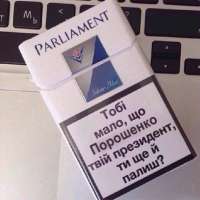 PARLIAMENT
Тобі
мало, що
Порошенко
твій президент,
ти ще й
палиш?